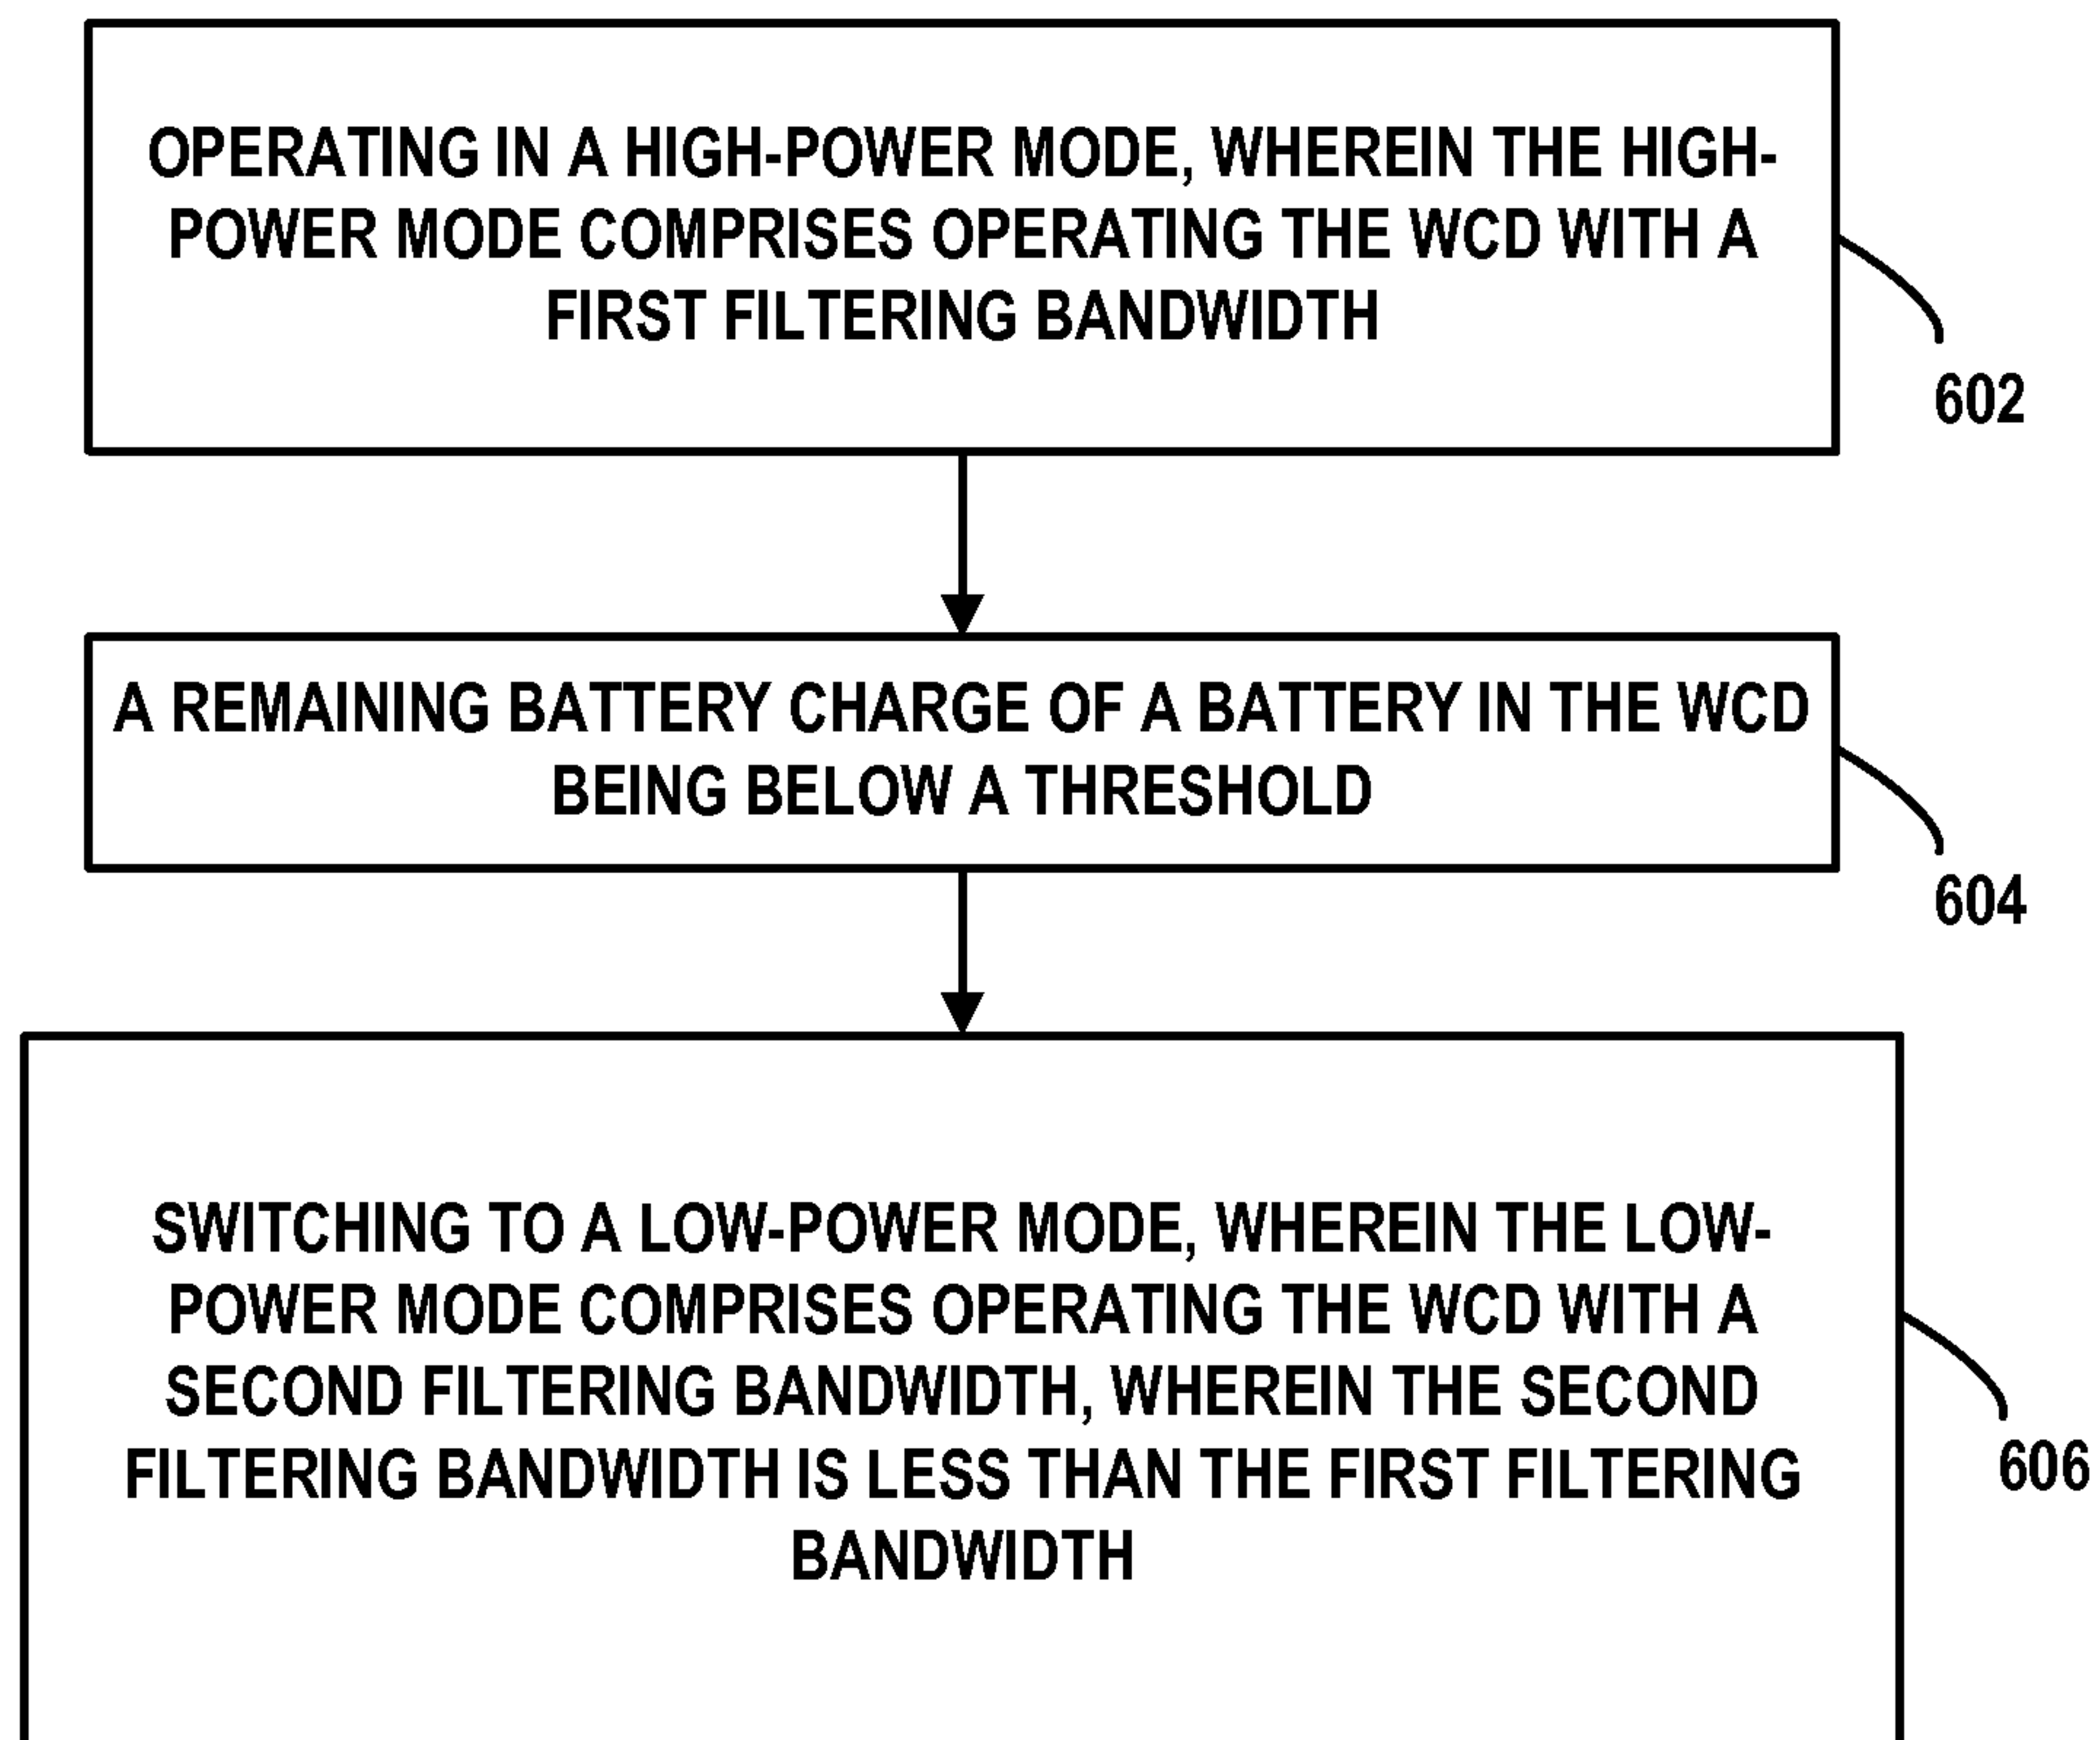 OPERATING IN A HIGH-POWER MODE, WHEREIN THE HIGH-
POWER MODE COMPRISES OPERATING THE WCD WITH A
FIRST FILTERING BANDWIDTH
602
A REMAINING BATTERY CHARGE OF A BATTERY IN THE WCD
BEING BELOW A THRESHOLD
604
SWITCHING TO A LOW-POWER MODE, WHEREIN THE LOW-
POWER MODE COMPRISES OPERATING THE WCD WITH A
SECOND FILTERING BANDWIDTH, WHEREIN THE SECOND
FILTERING BANDWIDTH IS LESS THAN THE FIRST FILTERING
BANDWIDTH
606